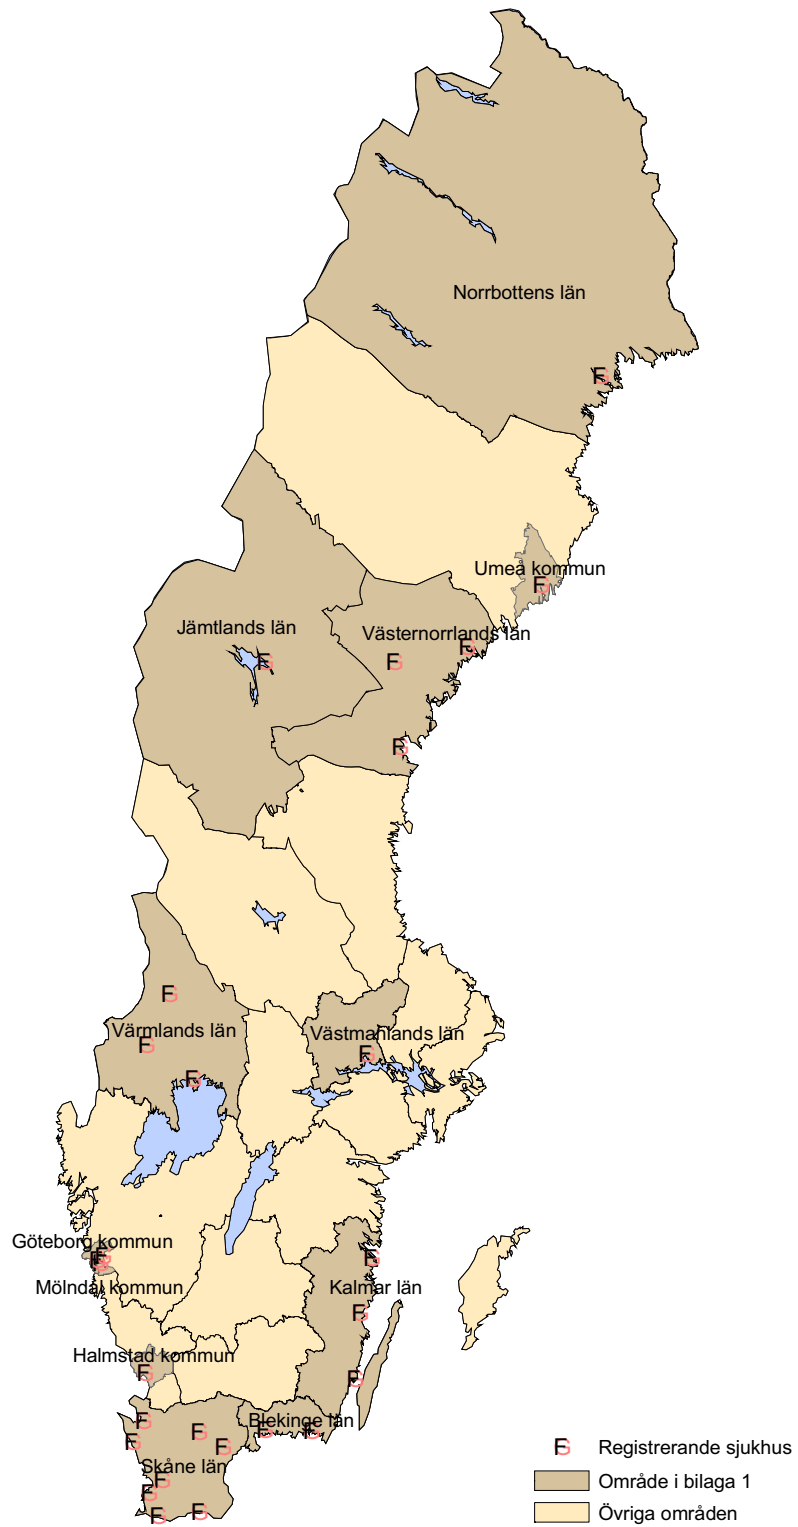 Norrbottens län
Umeå kommun
Jämtlands län
Västernorrlands län
Värmlands län
Västmanlands län
Göteborg kommun
Mölndal kommun
Kalmar län
Halmstad kommun
Blekinge län
Skåne län
Registrerande sjukhus
Område i bilaga 1
Övriga områden